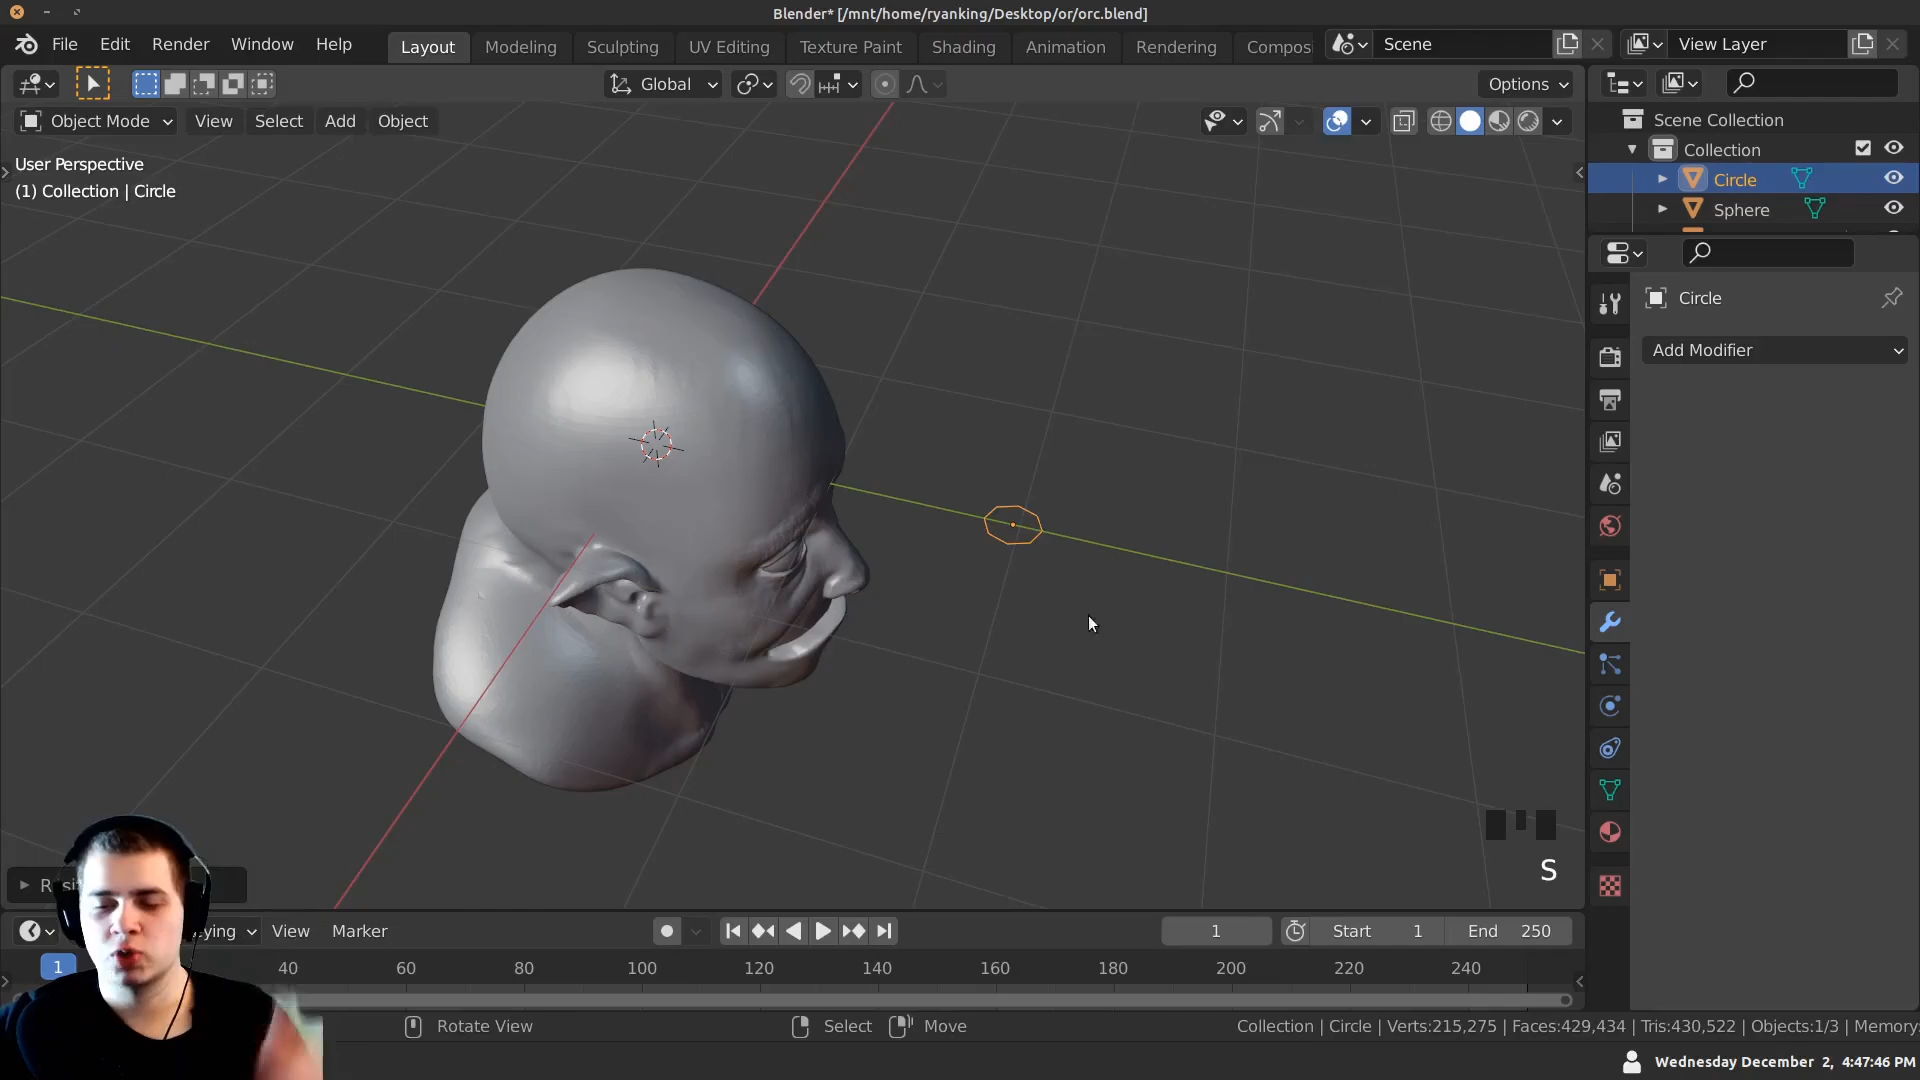 Blender* [/mnt/home/ryanking/Desktop/or/orc.blend]
File Edit Render Window Help
Layout Modeling Sculpting UV Editing Texture Paint Shading Animation Rendering Compos
Scene
View Layer
Global
Options
Object Mode View Select Add Object
Scene Collection
User Perspective
(1) Collection | Circle
Collection
Circle
Sphere
Circle
Add Modifier
S
View Marker
1
Start 1
End 250
1 40 60 80 100 120 140 160 180 200 220 240
Rotate View
Select
Move
Collection | Circle | Verts:215,275 | Faces:429,434 | Tris:430,522 | Objects:1/3 | Memory:
Wednesday December 2, 4:47:46 PM